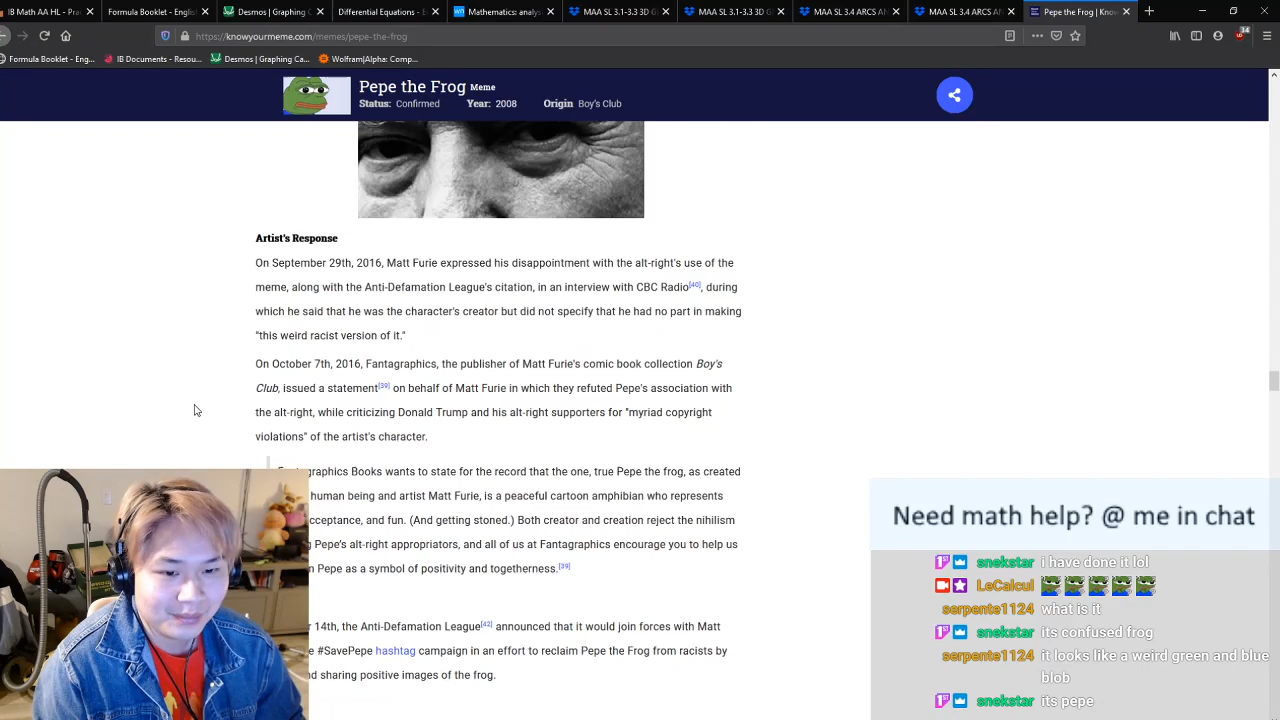 IB Math AA HL - Pre
Formula Booklet - English
Desmos | Graphing C
Differential Equations - E
Mathematics: analys
MAA SL 3.1-3.3 3D G
MAA SL 3.1-3.3 3D G
MAA SL 3.4 ARCS AN
MAA SL 3.4 ARCS AN
Pepe the Frog | Know
https://knowyourmeme.com/memes/pepe-the-frog
34
Formula Booklet - Eng...
IB Documents - Resou...
Desmos | Graphing Ca...
Wolfram|Alpha: Comp...
Pepe the Frog Meme
Status: Confirmed Year: 2008 Origin Boy's Club
Artist's Response
On September 29th, 2016, Matt Furie expressed his disappointment with the alt-right's use of the
meme, along with the Anti-Defamation League's citation, in an interview with CBC Radio[40], during
which he said that he was the character's creator but did not specify that he had no part in making
"this weird racist version of it."
On October 7th, 2016, Fantagraphics, the publisher of Matt Furie's comic book collection Boy's
Club, issued a statement[39] on behalf of Matt Furie in which they refuted Pepe's association with
the alt-right, while criticizing Donald Trump and his alt-right supporters for "myriad copyright
violations" of the artist's character.
Fantagraphics Books wants to state for the record that the one, true Pepe the frog, as created
human being and artist Matt Furie, is a peaceful cartoon amphibian who represents
cceptance, and fun. (And getting stoned.) Both creator and creation reject the nihilism
g Pepe's alt-right appropriators, and all of us at Fantagraphics encourage you to help us
n Pepe as a symbol of positivity and togetherness.[39]
r 14th, the Anti-Defamation League[42] announced that it would join forces with Matt
e #SavePepe hashtag campaign in an effort to reclaim Pepe the Frog from racists by
nd sharing positive images of the frog.
Need math help? @ me in chat
snekstar i have done it lol
LeCalcul
serpente1124 what is it
snekstar its confused frog
serpente1124 it looks like a weird green and blue
blob
snekstar its pepe